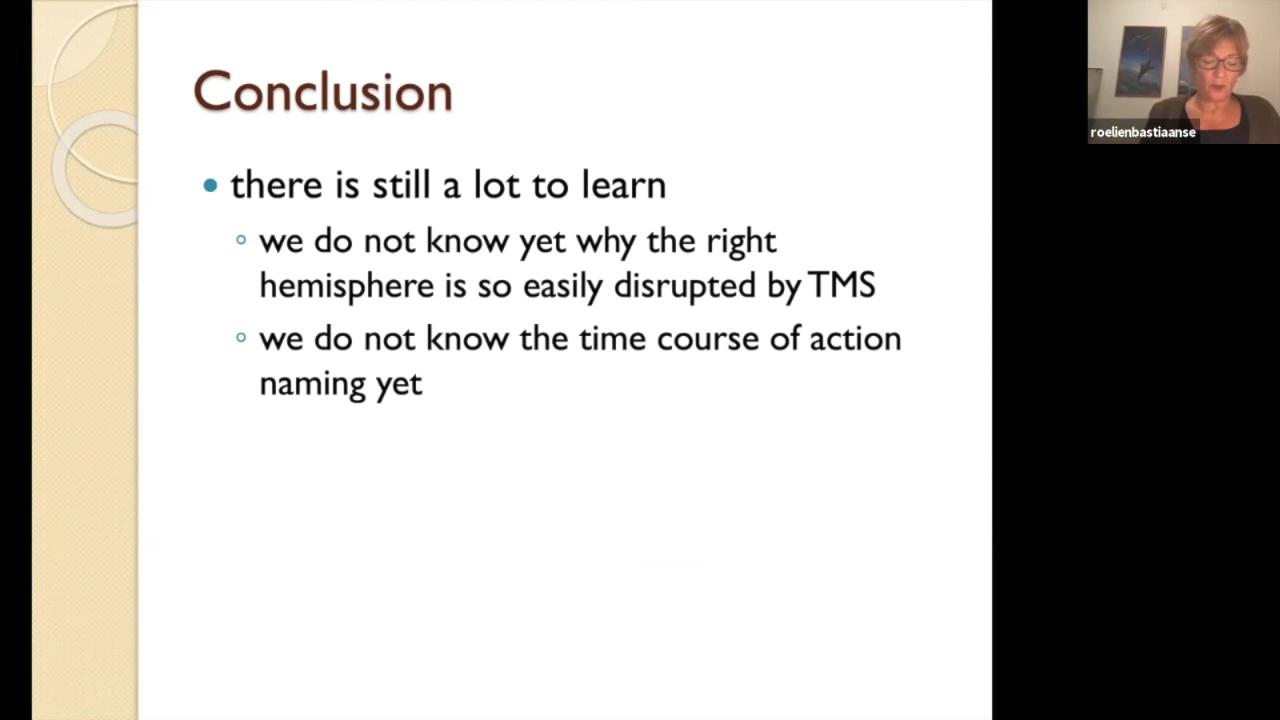 Conclusion
there is still a lot to learn
we do not know yet why the right
hemisphere is so easily disrupted by TMS
we do not know the time course of action
naming yet
roelienbastiaanse